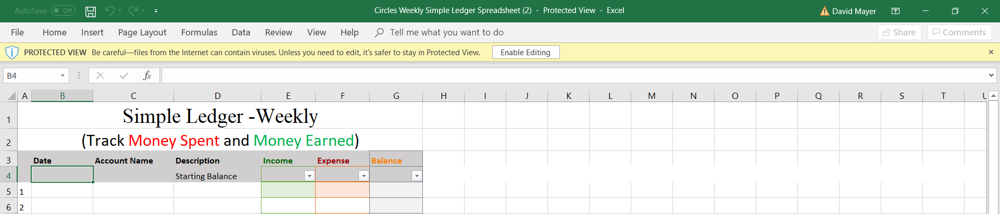 AutoSave Off Circles Weekly Simple Ledger Spreadsheet (2) - Protected View - Excel David Mayer
File Home Insert Page Layout Formulas Data Review View Help Tell me what you want to do Share Comments
PROTECTED VIEW Be careful—files from the Internet can contain viruses. Unless you need to edit, it's safer to stay in Protected View. Enable Editing
B4 fx
A B C D E F G H I J K L M N O P Q R S T U
1 Simple Ledger -Weekly
2 (Track Money Spent and Money Earned)
3 Date Account Name Description Income Expense Balance
4 Starting Balance
5 1
6 2